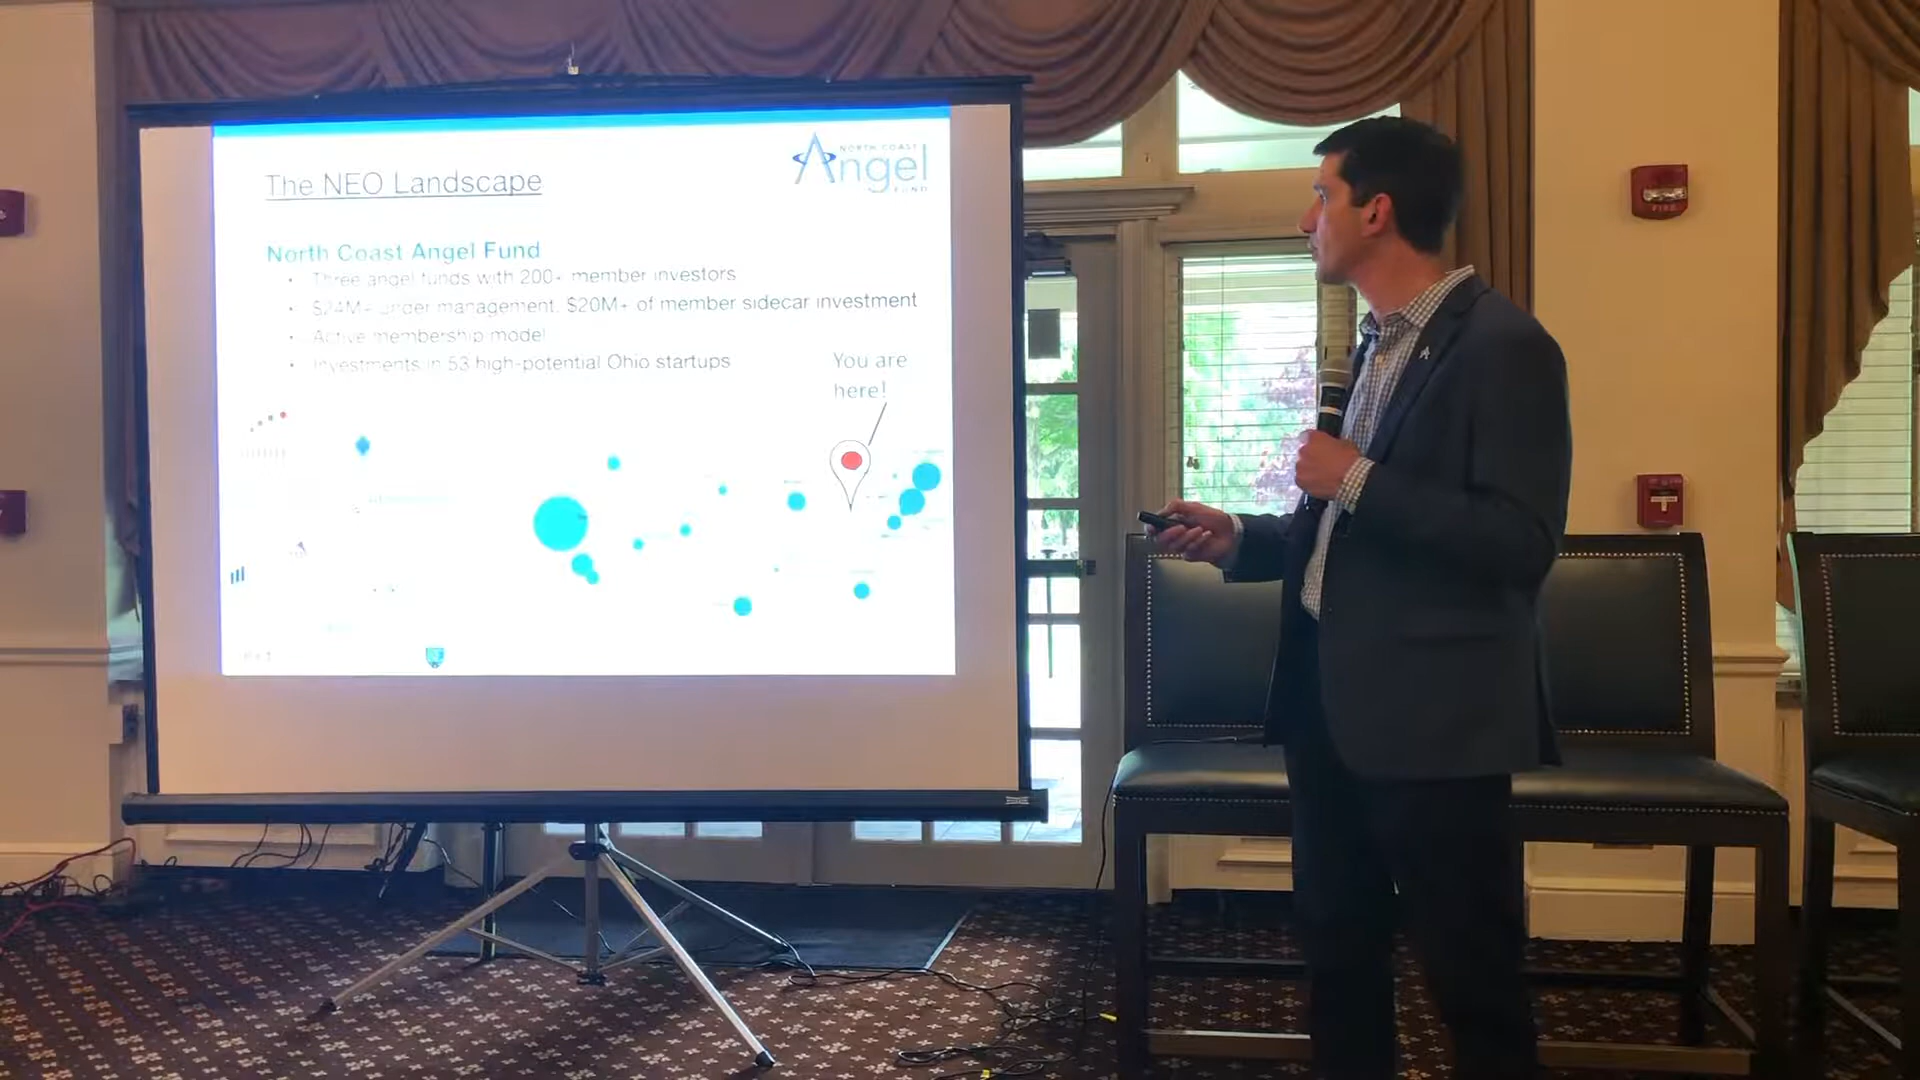 NORTH COAST
Angel
FUND
The NEO Landscape
North Coast Angel Fund
• Three angel funds with 200+ member investors
• $24M+ under management, $20M+ of member sidecar investment
• Active membership model
• Investments in 53 high-potential Ohio startups
You are
here!
FIRE